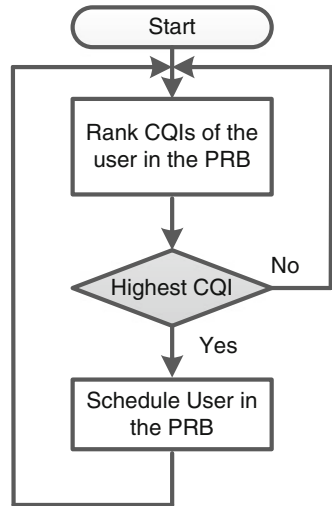 Start
Rank CQIs of the
user in the PRB
Highest CQI
No
Yes
Schedule User in
the PRB